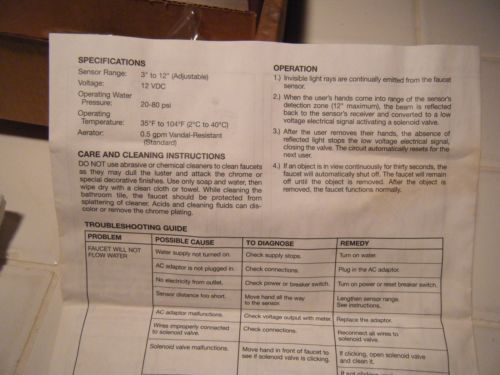 SPECIFICATIONS
Sensor Range: 3" to 12" (Adjustable)
Voltage: 12 VDC
Operating Water
Pressure: 20-80 psi
Operating
Temperature: 35°F to 104°F (2°C to 40°C)
Aerator: 0.5 gpm Vandal-Resistant
(Standard)
CARE AND CLEANING INSTRUCTIONS
DO NOT use abrasive or chemical cleaners to clean faucets
as they may dull the luster and attack the chrome or
special decorative finishes. Use only soap and water, then
wipe dry with a clean cloth or towel. While cleaning the
bathroom tile, the faucet should be protected from
splattering of cleaner. Acids and cleaning fluids can dis-
color or remove the chrome plating.
OPERATION
1.) Invisible light rays are continually emitted from the faucet
sensor.
2.) When the user's hands come into range of the sensor's
detection zone (12" maximum), the beam is reflected
back to the sensor's receiver and converted to a low
voltage electrical signal activating a solenoid valve.
3.) After the user removes their hands, the absence of
reflected light stops the low voltage electrical signal,
closing the valve. The circuit automatically resets for the
next user.
4.) If an object is in view continuously for thirty seconds, the
faucet will automatically shut off. The faucet will remain
off until the object is removed. After the object is
removed, the faucet functions normally.
TROUBLESHOOTING GUIDE
PROBLEM POSSIBLE CAUSE TO DIAGNOSE REMEDY
FAUCET WILL NOT
FLOW WATER
Water supply not turned on. Check supply stops. Turn on water.
AC adaptor is not plugged in. Check connections. Plug in the AC adaptor.
No electricity from outlet. Check power or breaker switch. Turn on power or reset breaker switch.
Sensor distance too short. Move hand all the way
to the sensor. Lengthen sensor range.
See instructions.
AC adaptor malfunctions. Check voltage output with meter. Replace the adaptor.
Wires improperly connected
to solenoid valve. Check connections. Reconnect all wires to
solenoid valve.
Solenoid valve malfunctions. Move hand in front of faucet to
see if solenoid valve is clicking. If clicking, open solenoid valve
and clean it.